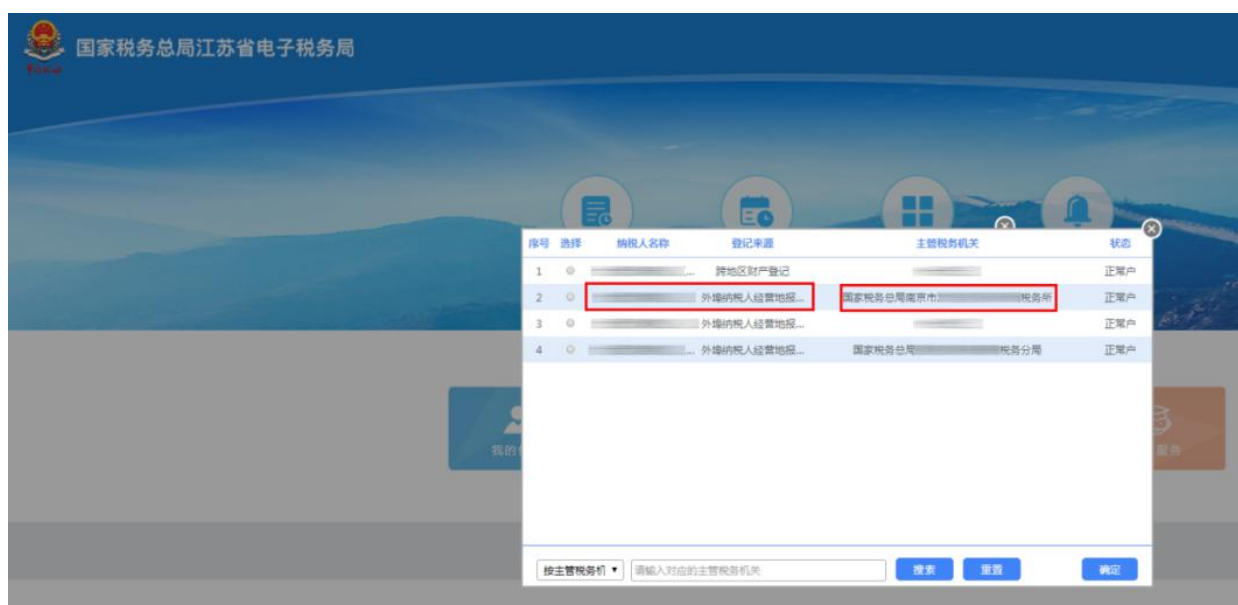 国家税务总局江苏省电子税务局
序号 选择 纳税人名称 登记来源 主管税务机关 状态
1 ... 跨地区财产登记 正常户
2 外埠纳税人经营地报... 国家税务总局南京市 税务所 正常户
3 外埠纳税人经营地报... 正常户
4 ... 外埠纳税人经营地报... 国家税务总局 税务分局 正常户
我的
服务
按主管税务机 请输入对应的主管税务机关 搜索 重置 确定